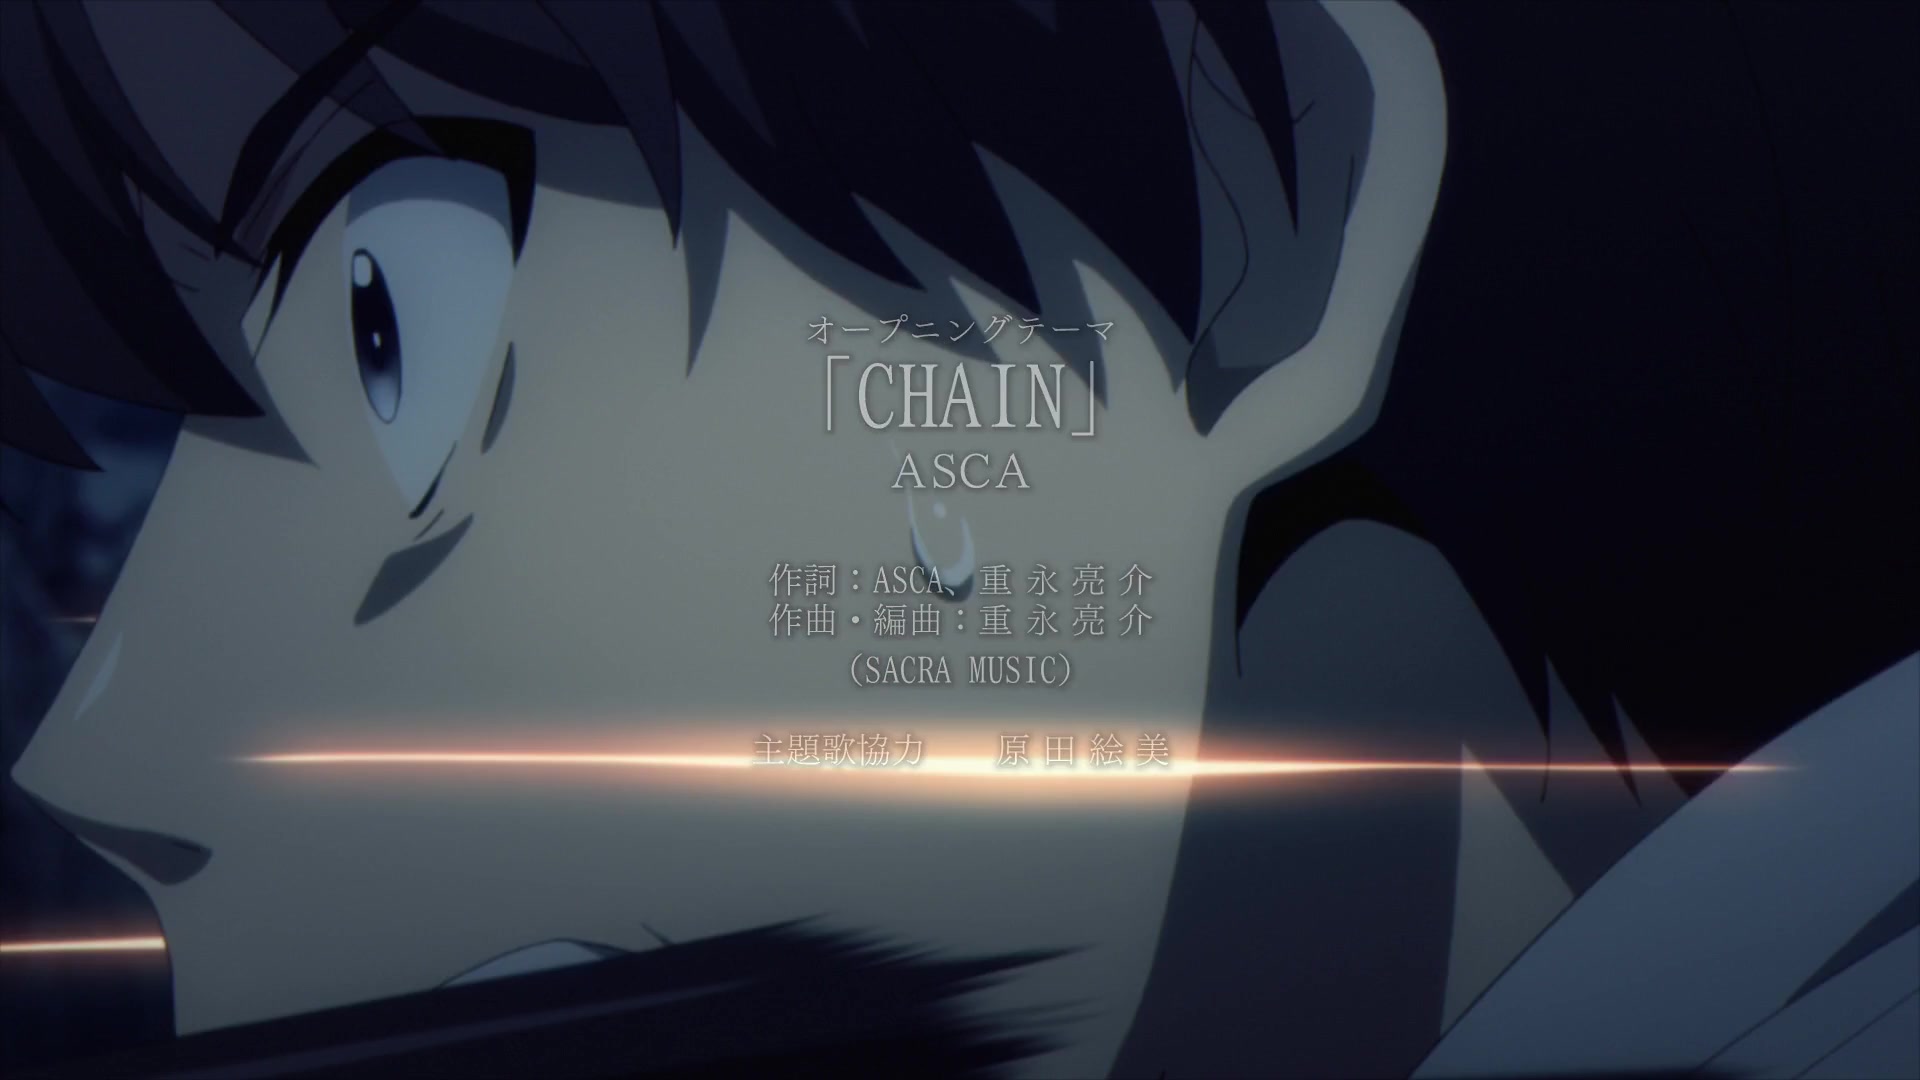 オープニングテーマ
「CHAIN」
ASCA
作詞：ASCA、重永亮介
作曲・編曲：重永亮介
(SACRA MUSIC)
主題歌協力　原田絵美